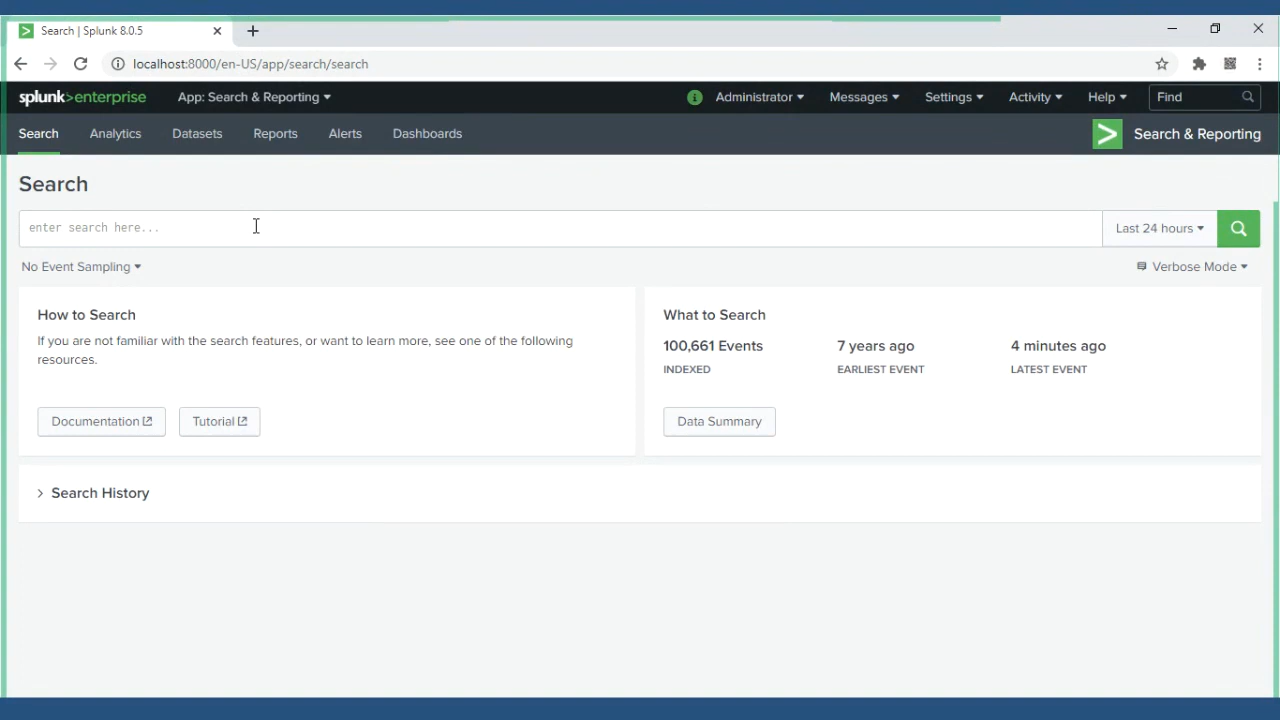 Search | Splunk 8.0.5
localhost:8000/en-US/app/search/search
splunk>enterprise App: Search & Reporting Administrator Messages Settings Activity Help Find
Search Analytics Datasets Reports Alerts Dashboards Search & Reporting
Search
enter search here... Last 24 hours
No Event Sampling Verbose Mode
How to Search
If you are not familiar with the search features, or want to learn more, see one of the following
resources.
Documentation Tutorial
What to Search
100,661 Events 7 years ago 4 minutes ago
INDEXED EARLIEST EVENT LATEST EVENT
Data Summary
Search History